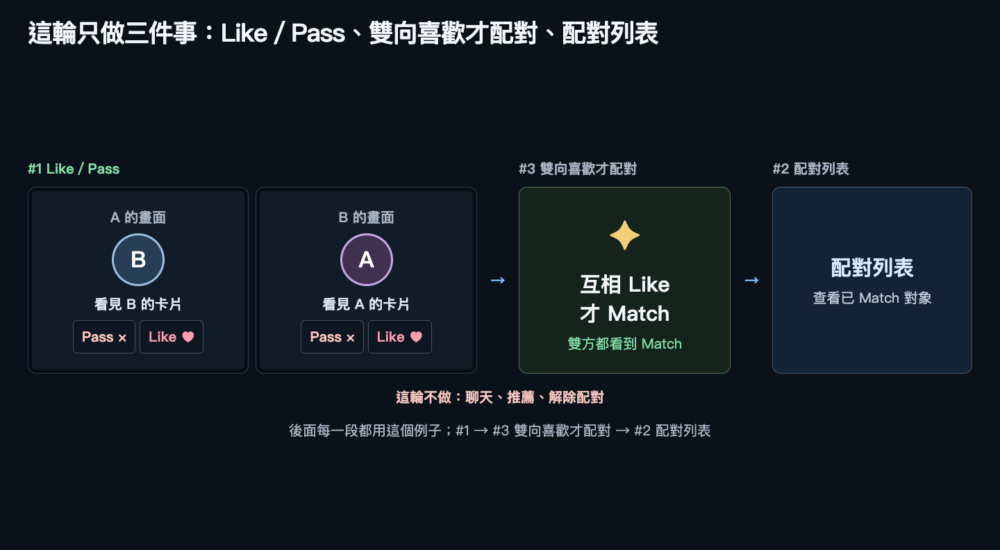 這輪只做三件事：Like / Pass、雙向喜歡才配對、配對列表
#1 Like / Pass
A 的畫面
B
看見 B 的卡片
Pass ×
Like ♥
B 的畫面
A
看見 A 的卡片
Pass ×
Like ♥
→
#3 雙向喜歡才配對
互相 Like
才 Match
雙方都看到 Match
→
#2 配對列表
配對列表
查看已 Match 對象
這輪不做：聊天、推薦、解除配對
後面每一段都用這個例子；#1 → #3 雙向喜歡才配對 → #2 配對列表